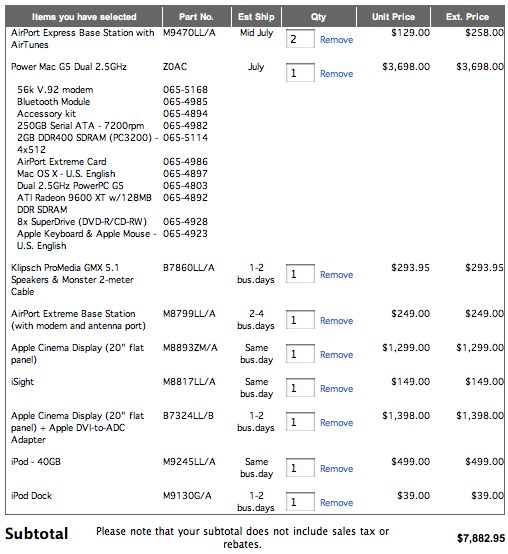 Items you have selected Part No. Est Ship Qty Unit Price Ext. Price
AirPort Express Base Station with M9470LL/A Mid July 2 Remove $129.00 $258.00
AirTunes
Power Mac G5 Dual 2.5GHz Z0AC July 1 Remove $3,698.00 $3,698.00
56k V.92 modem 065-5168
Bluetooth Module 065-4985
Accessory kit 065-4894
250GB Serial ATA - 7200rpm 065-4982
2GB DDR400 SDRAM (PC3200) - 065-5114
4x512
AirPort Extreme Card 065-4986
Mac OS X - U.S. English 065-4897
Dual 2.5GHz PowerPC G5 065-4803
ATI Radeon 9600 XT w/128MB 065-4892
DDR SDRAM
8x SuperDrive (DVD-R/CD-RW) 065-4928
Apple Keyboard & Apple Mouse - 065-4923
U.S. English
Klipsch ProMedia GMX 5.1 B7860LL/A 1-2 1 Remove $293.95 $293.95
Speakers & Monster 2-meter bus.days
Cable
AirPort Extreme Base Station M8799LL/A 2-4 1 Remove $249.00 $249.00
(with modem and antenna port) bus.days
Apple Cinema Display (20" flat M8893ZM/A Same 1 Remove $1,299.00 $1,299.00
panel) bus.day
iSight M8817LL/A Same 1 Remove $149.00 $149.00
bus.day
Apple Cinema Display (20" flat B7324LL/B 1-2 1 Remove $1,398.00 $1,398.00
panel) + Apple DVI-to-ADC bus.days
Adapter
iPod - 40GB M9245LL/A Same 1 Remove $499.00 $499.00
bus.day
iPod Dock M9130G/A 1-2 1 Remove $39.00 $39.00
bus.days
Subtotal Please note that your subtotal does not include sales tax or $7,882.95
rebates.